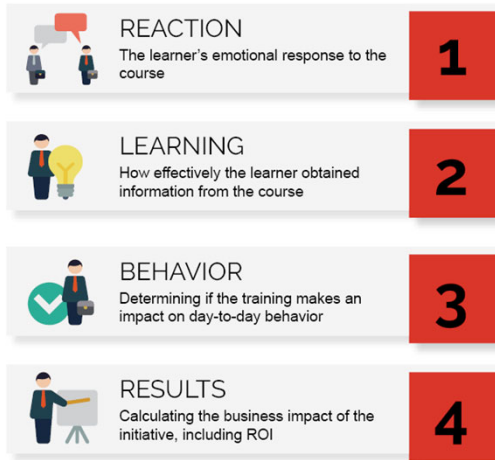 REACTION
The learner's emotional response to the
course
1
LEARNING
How effectively the learner obtained
information from the course
2
BEHAVIOR
Determining if the training makes an
impact on day-to-day behavior
3
RESULTS
Calculating the business impact of the
initiative, including ROI
4